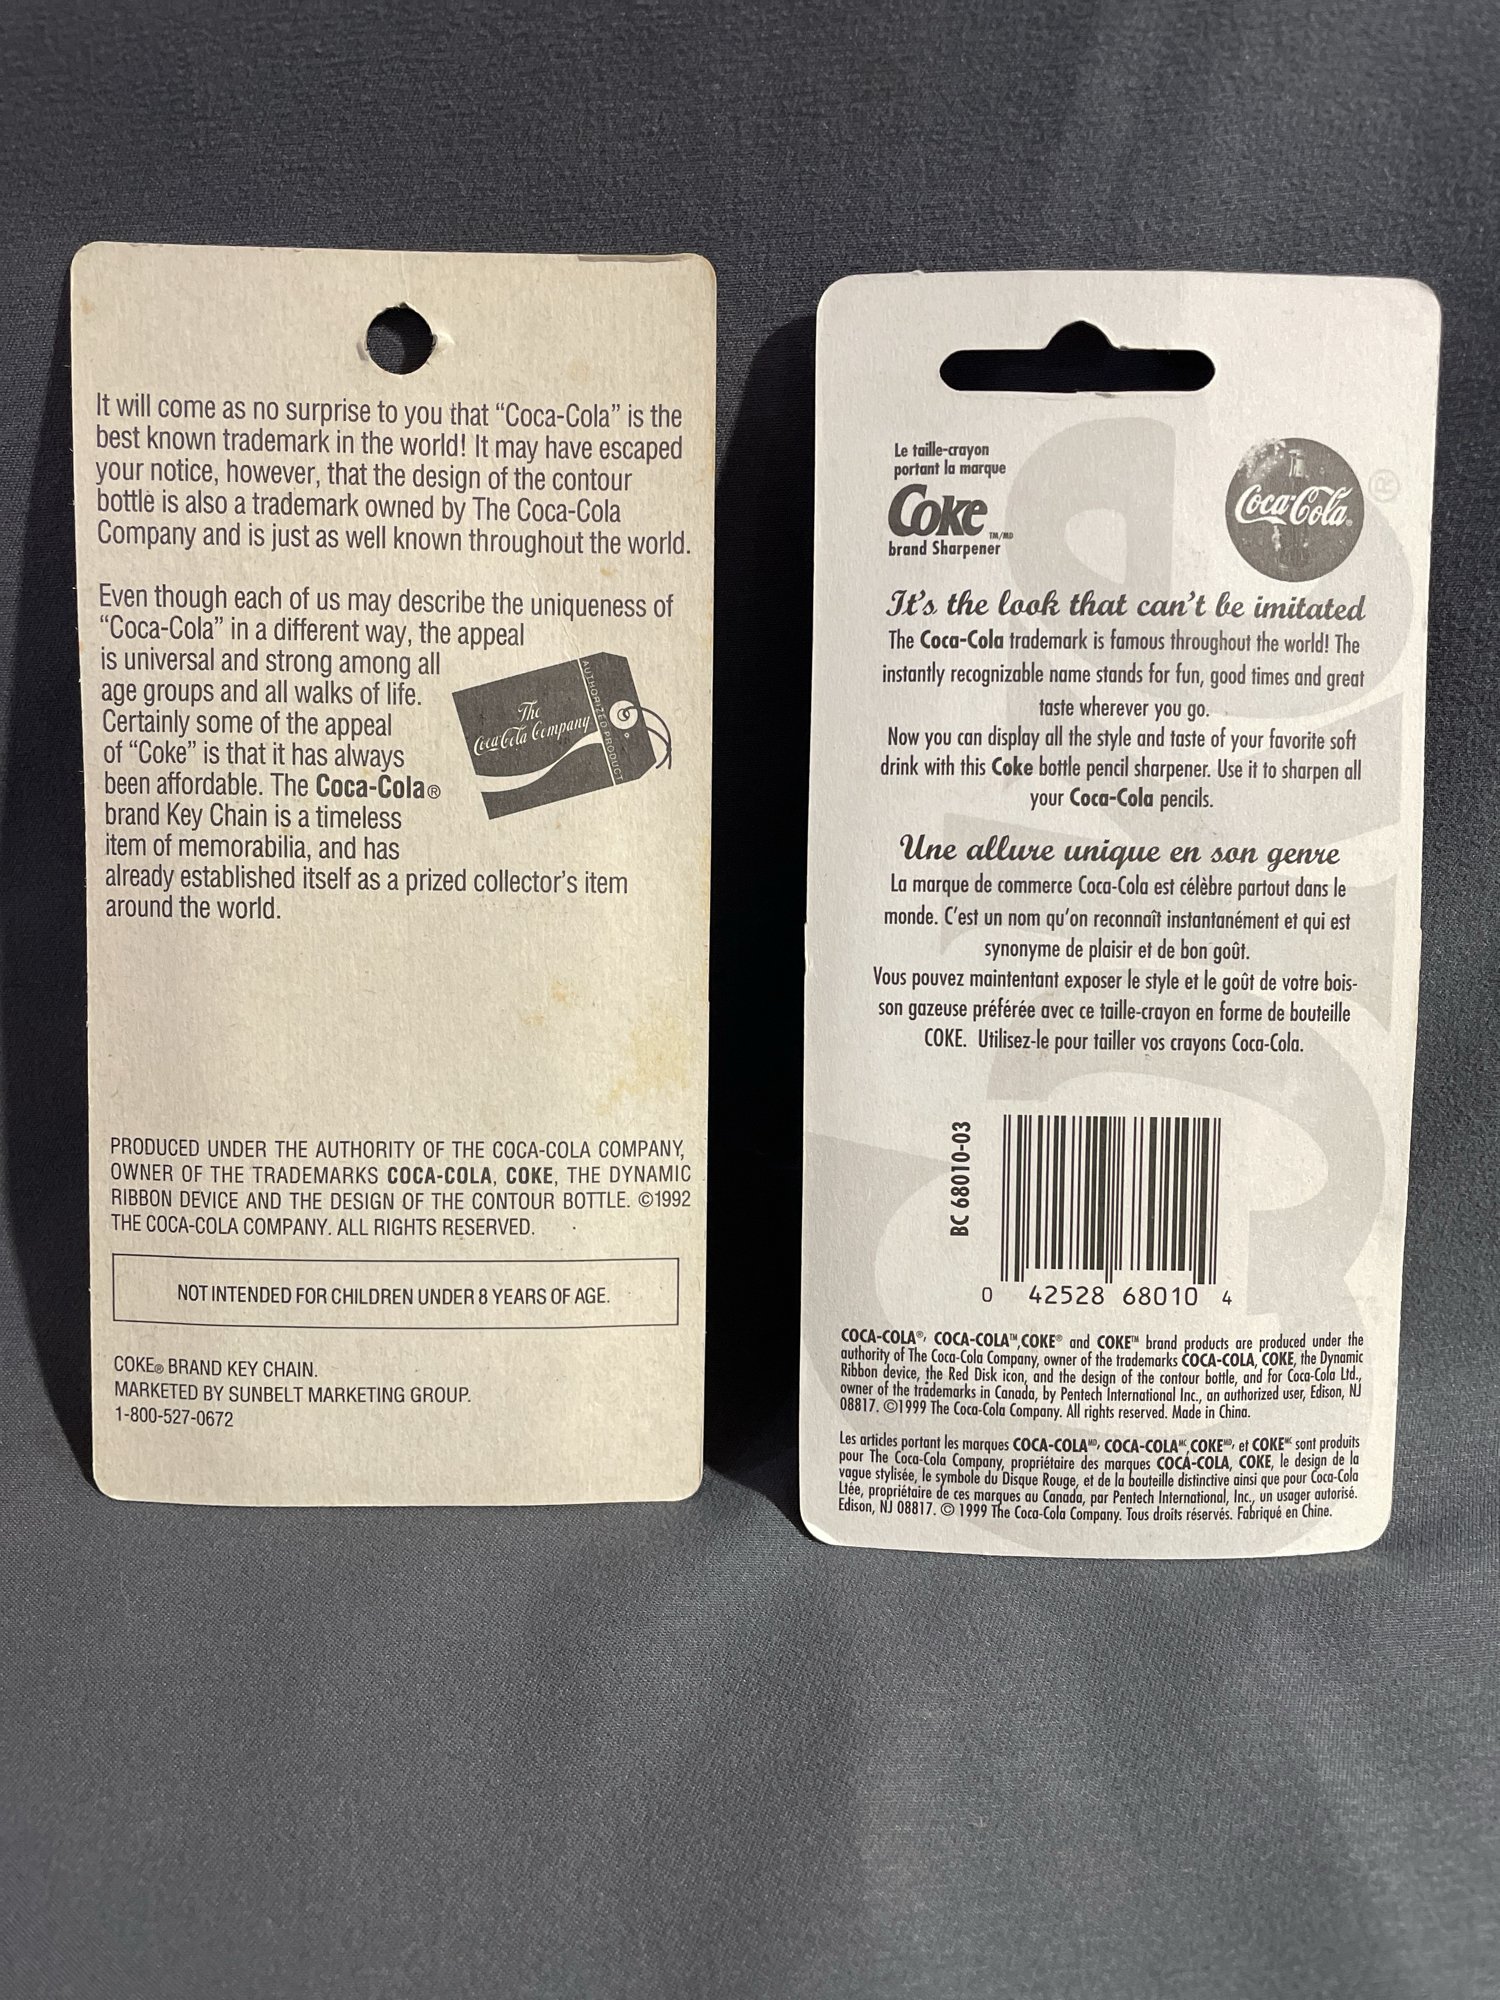 It will come as no surprise to you that “Coca-Cola” is the
best known trademark in the world! It may have escaped
your notice, however, that the design of the contour
bottle is also a trademark owned by The Coca-Cola
Company and is just as well known throughout the world.
Even though each of us may describe the uniqueness of
“Coca-Cola” in a different way, the appeal
is universal and strong among all
age groups and all walks of life.
Certainly some of the appeal
of “Coke” is that it has always
been affordable. The Coca-Cola®
brand Key Chain is a timeless
item of memorabilia, and has
already established itself as a prized collector's item
around the world.
The
Coca-Cola Company
AUTHORIZED PRODUCT
PRODUCED UNDER THE AUTHORITY OF THE COCA-COLA COMPANY,
OWNER OF THE TRADEMARKS COCA-COLA, COKE, THE DYNAMIC
RIBBON DEVICE AND THE DESIGN OF THE CONTOUR BOTTLE. ©1992
THE COCA-COLA COMPANY. ALL RIGHTS RESERVED.
NOT INTENDED FOR CHILDREN UNDER 8 YEARS OF AGE.
COKE® BRAND KEY CHAIN.
MARKETED BY SUNBELT MARKETING GROUP.
1-800-527-0672
Le taille-crayon
portant la marque
Coke TM/MD
brand Sharpener
Coca-Cola®
®
It's the look that can't be imitated
The Coca-Cola trademark is famous throughout the world! The
instantly recognizable name stands for fun, good times and great
taste wherever you go.
Now you can display all the style and taste of your favorite soft
drink with this Coke bottle pencil sharpener. Use it to sharpen all
your Coca-Cola pencils.
Une allure unique en son genre
La marque de commerce Coca-Cola est célèbre partout dans le
monde. C'est un nom qu'on reconnaît instantanément et qui est
synonyme de plaisir et de bon goût.
Vous pouvez maintentant exposer le style et le goût de votre bois-
son gazeuse préférée avec ce taille-crayon en forme de bouteille
COKE. Utilisez-le pour tailler vos crayons Coca-Cola.
BC 68010-03
0 42528 68010 4
COCA-COLA®, COCA-COLA™, COKE® and COKE™ brand products are produced under the
authority of The Coca-Cola Company, owner of the trademarks COCA-COLA, COKE, the Dynamic
Ribbon device, the Red Disk icon, and the design of the contour bottle, and for Coca-Cola Ltd.,
owner of the trademarks in Canada, by Pentech International Inc., an authorized user, Edison, NJ
08817. ©1999 The Coca-Cola Company. All rights reserved. Made in China.
Les articles portant les marques COCA-COLA MD, COCA-COLA MC, COKE MD, et COKE MC sont produits
pour The Coca-Cola Company, propriétaire des marques COCA-COLA, COKE, le design de la
vague stylisée, le symbole du Disque Rouge, et de la bouteille distinctive ainsi que pour Coca-Cola
Ltée, propriétaire de ces marques au Canada, par Pentech International, Inc., un usager autorisé.
Edison, NJ 08817. © 1999 The Coca-Cola Company. Tous droits réservés. Fabriqué en Chine.